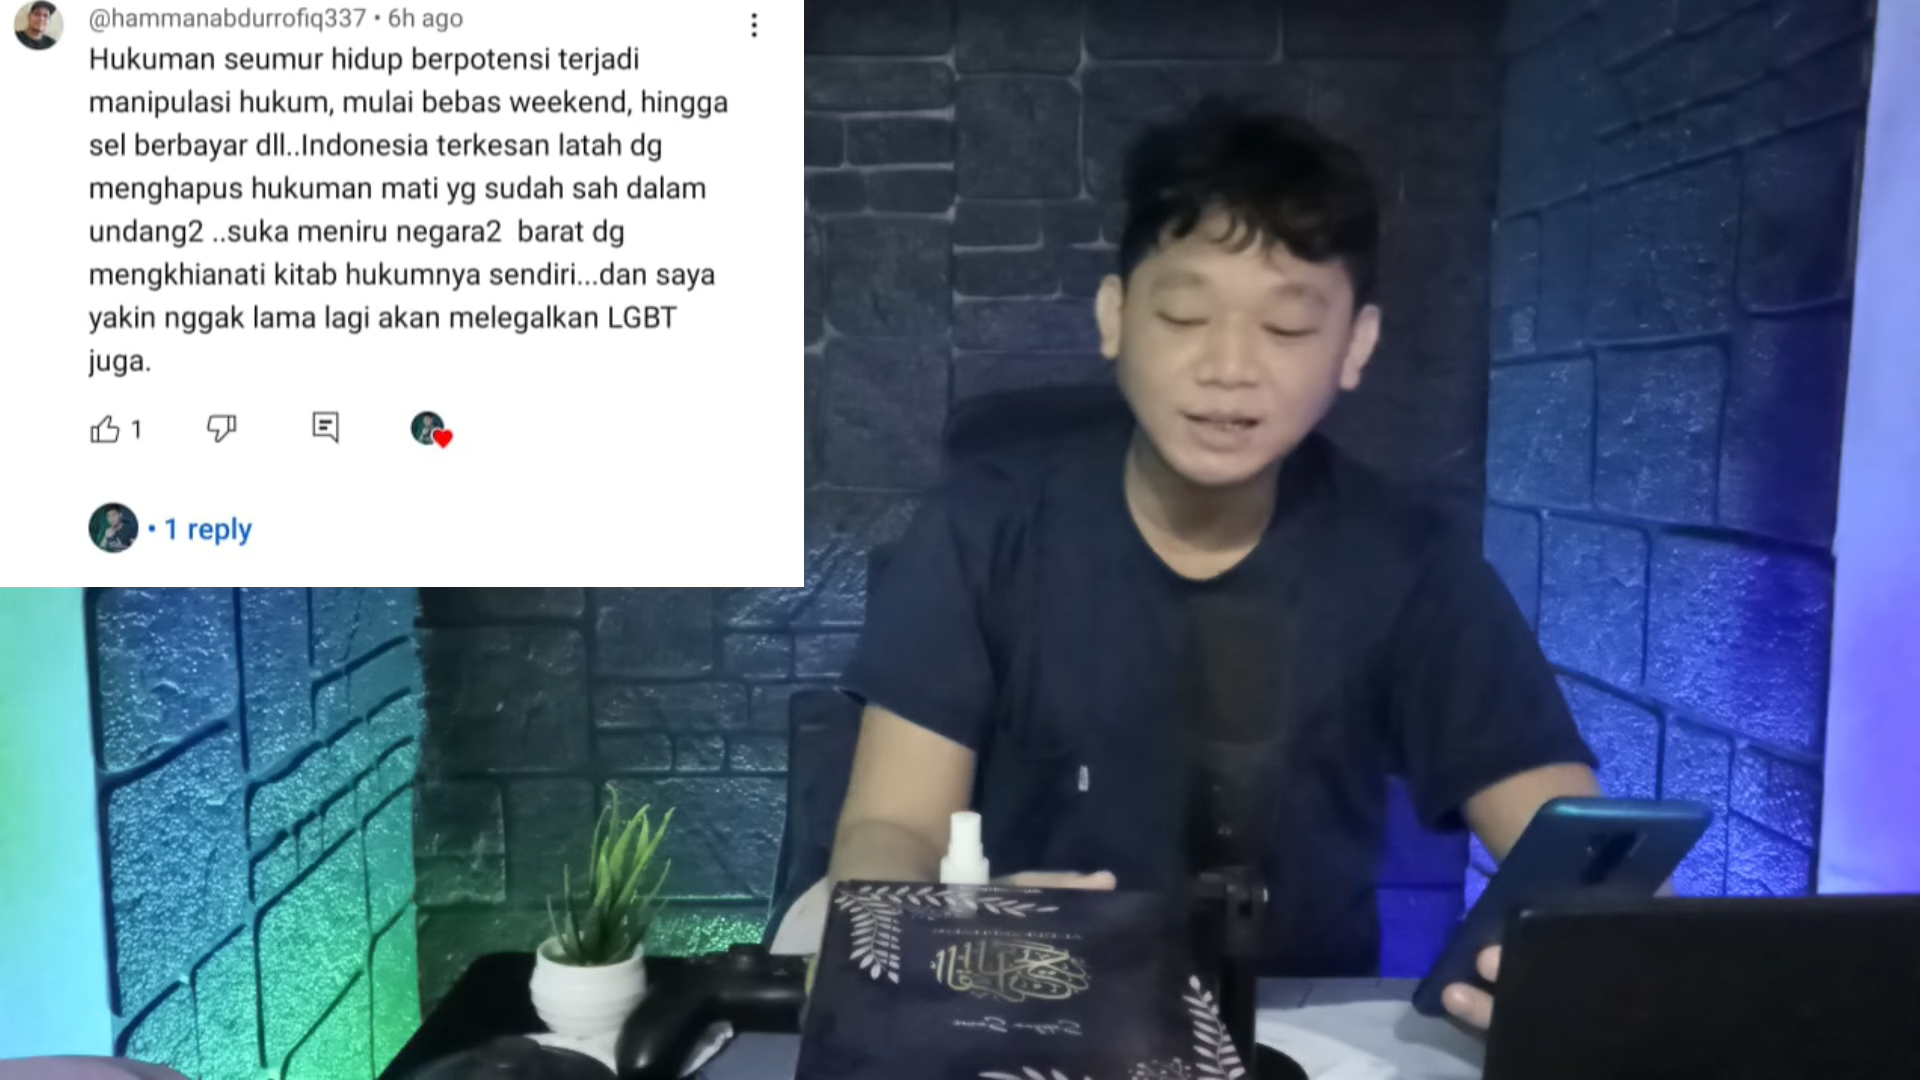 @hammanabdurrofiq337 • 6h ago
Hukuman seumur hidup berpotensi terjadi
manipulasi hukum, mulai bebas weekend, hingga
sel berbayar dll..Indonesia terkesan latah dg
menghapus hukuman mati yg sudah sah dalam
undang2 ..suka meniru negara2  barat dg
mengkhianati kitab hukumnya sendiri...dan saya
yakin nggak lama lagi akan melegalkan LGBT
juga.
1
• 1 reply